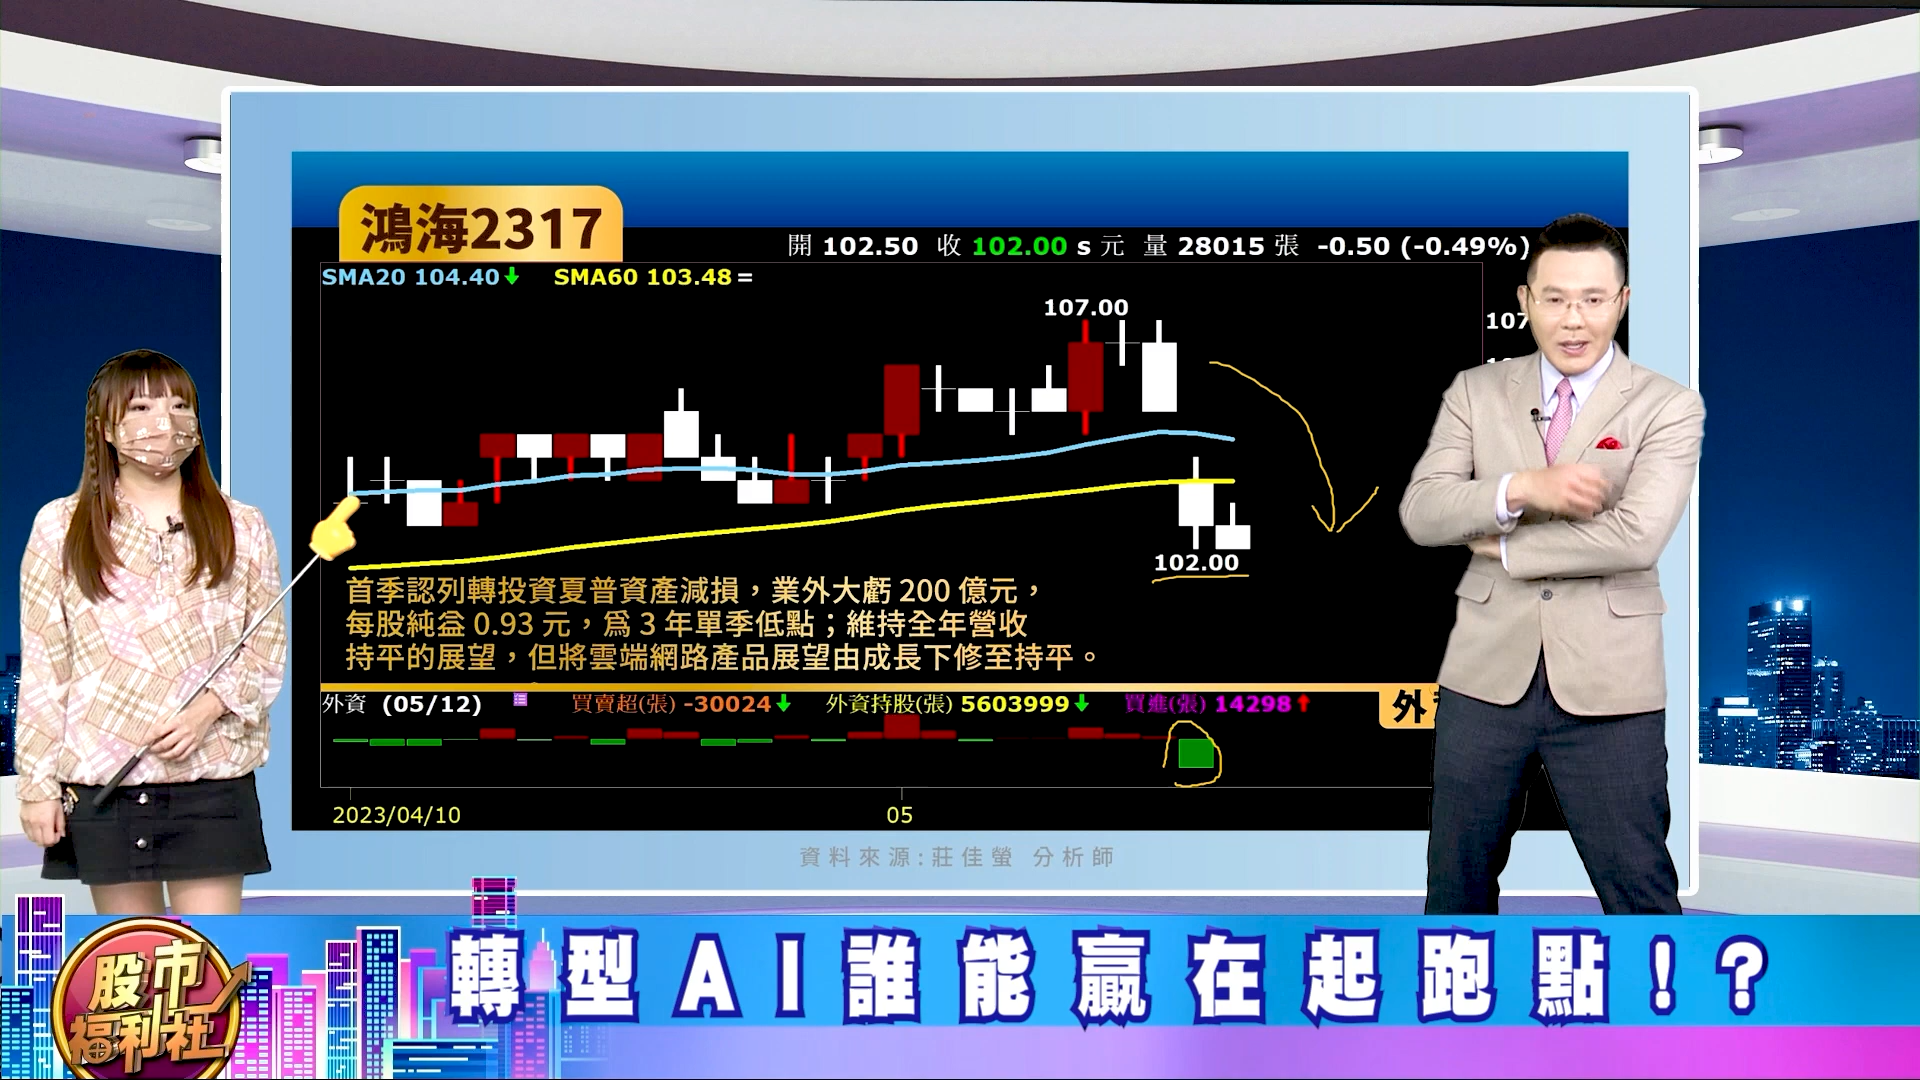 鴻海2317
開 102.50 收 102.00 s 元 量 28015 張 -0.50 (-0.49%)
SMA20 104.40↓ SMA60 103.48=
107.00
107
102.00
首季認列轉投資夏普資產減損，業外大虧 200 億元，
每股純益 0.93 元，為 3 年單季低點；維持全年營收
持平的展望，但將雲端網路產品展望由成長下修至持平。
外資 (05/12) 買賣超(張) -30024↓ 外資持股(張) 5603999↓ 買進(張) 14298↑
外
2023/04/10 05
資料來源:莊佳螢 分析師
股市
福利社
轉型AI誰能贏在起跑點!?